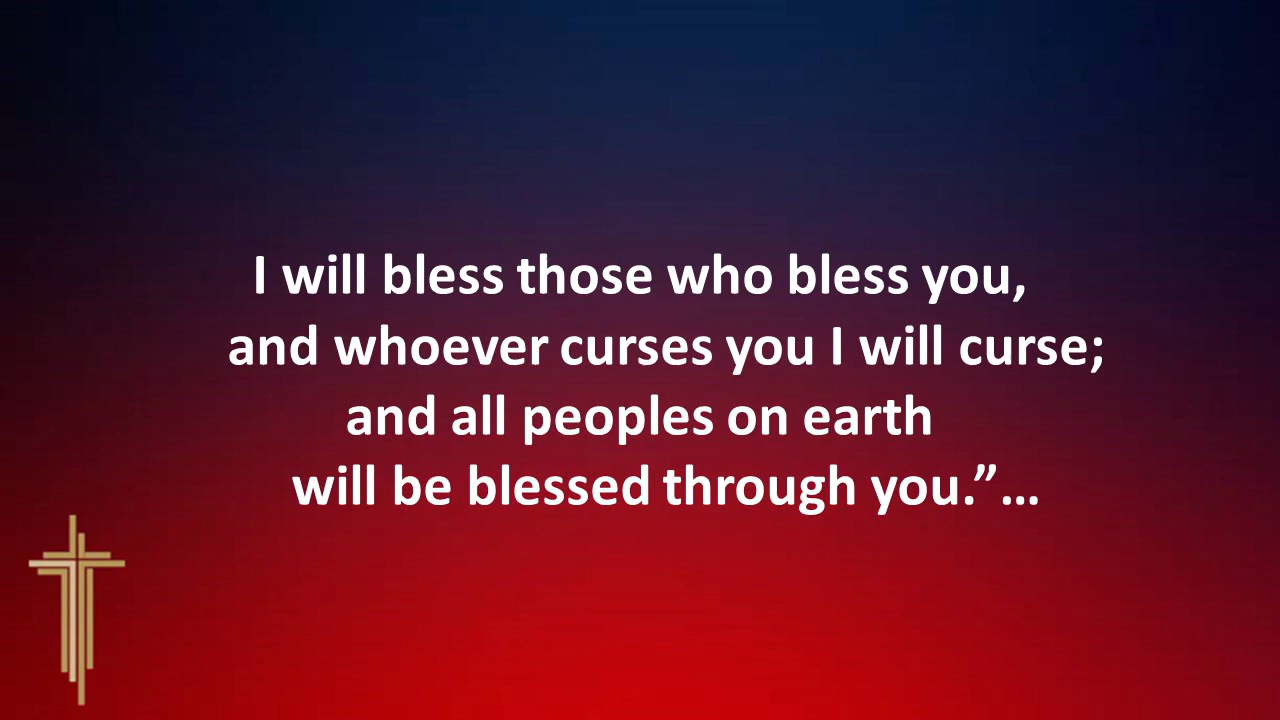 I will bless those who bless you,
and whoever curses you I will curse;
and all peoples on earth
will be blessed through you.”…